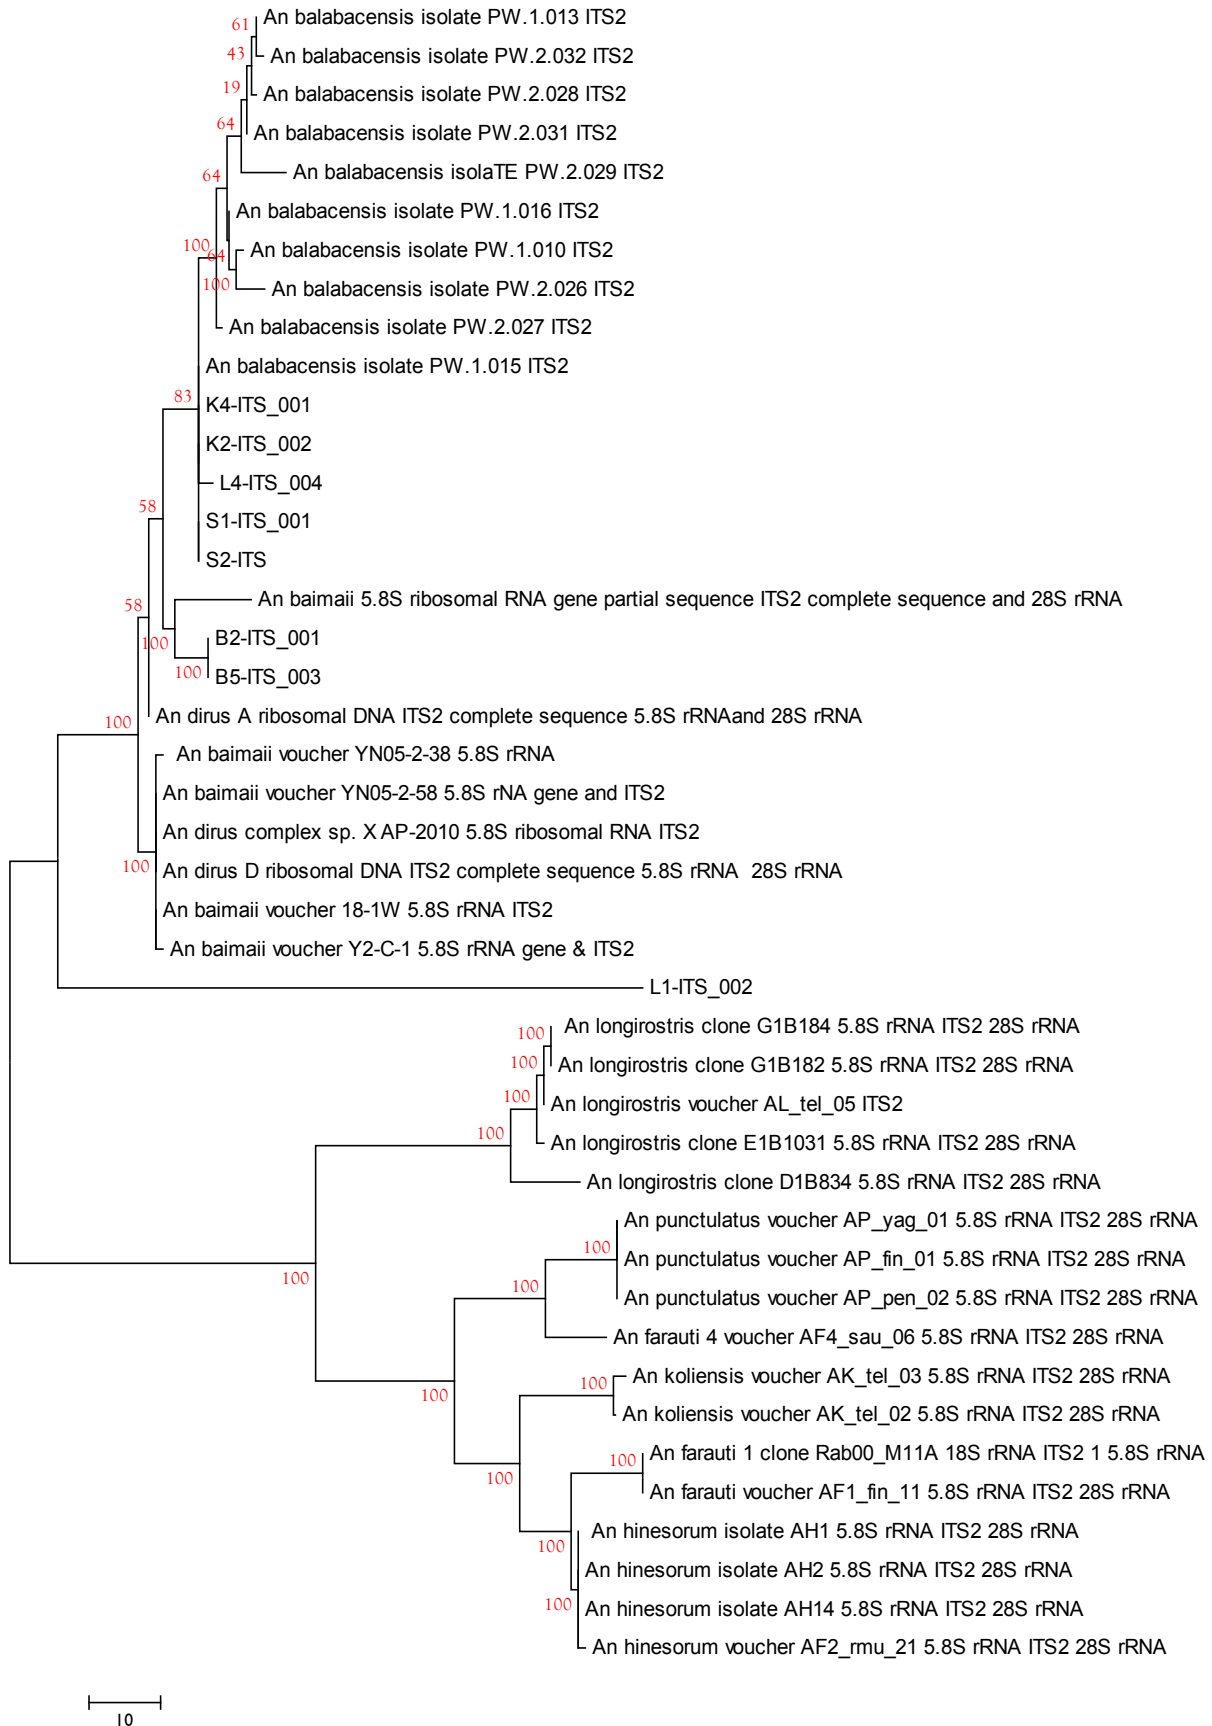 An balabacensis isolate PW.1.013 ITS2
61
An balabacensis isolate PW.2.032 ITS2
43
An balabacensis isolate PW.2.028 ITS2
19
An balabacensis isolate PW.2.031 ITS2
64
An balabacensis isolaTE PW.2.029 ITS2
64
An balabacensis isolate PW.1.016 ITS2
100
64
An balabacensis isolate PW.1.010 ITS2
100
An balabacensis isolate PW.2.026 ITS2
An balabacensis isolate PW.2.027 ITS2
An balabacensis isolate PW.1.015 ITS2
83
K4-ITS_001
K2-ITS_002
L4-ITS_004
58
S1-ITS_001
S2-ITS
58
An baimaii 5.8S ribosomal RNA gene partial sequence ITS2 complete sequence and 28S rRNA
100
B2-ITS_001
100
B5-ITS_003
100
An dirus A ribosomal DNA ITS2 complete sequence 5.8S rRNAand 28S rRNA
An baimaii voucher YN05-2-38 5.8S rRNA
An baimaii voucher YN05-2-58 5.8S rNA gene and ITS2
An dirus complex sp. X AP-2010 5.8S ribosomal RNA ITS2
100
An dirus D ribosomal DNA ITS2 complete sequence 5.8S rRNA 28S rRNA
An baimaii voucher 18-1W 5.8S rRNA ITS2
An baimaii voucher Y2-C-1 5.8S rRNA gene & ITS2
L1-ITS_002
100
An longirostris clone G1B184 5.8S rRNA ITS2 28S rRNA
100
An longirostris clone G1B182 5.8S rRNA ITS2 28S rRNA
100
An longirostris voucher AL_tel_05 ITS2
100
An longirostris clone E1B1031 5.8S rRNA ITS2 28S rRNA
An longirostris clone D1B834 5.8S rRNA ITS2 28S rRNA
An punctulatus voucher AP_yag_01 5.8S rRNA ITS2 28S rRNA
100
An punctulatus voucher AP_fin_01 5.8S rRNA ITS2 28S rRNA
100
100
An punctulatus voucher AP_pen_02 5.8S rRNA ITS2 28S rRNA
An farauti 4 voucher AF4_sau_06 5.8S rRNA ITS2 28S rRNA
100
An koliensis voucher AK_tel_03 5.8S rRNA ITS2 28S rRNA
100
An koliensis voucher AK_tel_02 5.8S rRNA ITS2 28S rRNA
100
An farauti 1 clone Rab00_M11A 18S rRNA ITS2 1 5.8S rRNA
100
An farauti voucher AF1_fin_11 5.8S rRNA ITS2 28S rRNA
An hinesorum isolate AH1 5.8S rRNA ITS2 28S rRNA
100
An hinesorum isolate AH2 5.8S rRNA ITS2 28S rRNA
100
An hinesorum isolate AH14 5.8S rRNA ITS2 28S rRNA
An hinesorum voucher AF2_rmu_21 5.8S rRNA ITS2 28S rRNA
10